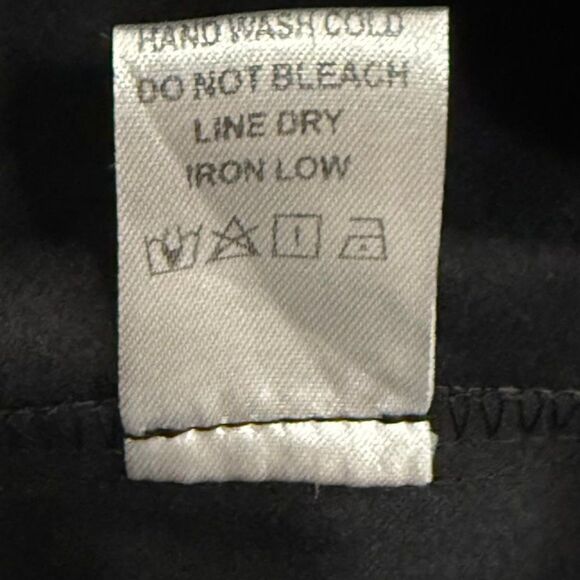 HAND WASH COLD
DO NOT BLEACH
LINE DRY
IRON LOW